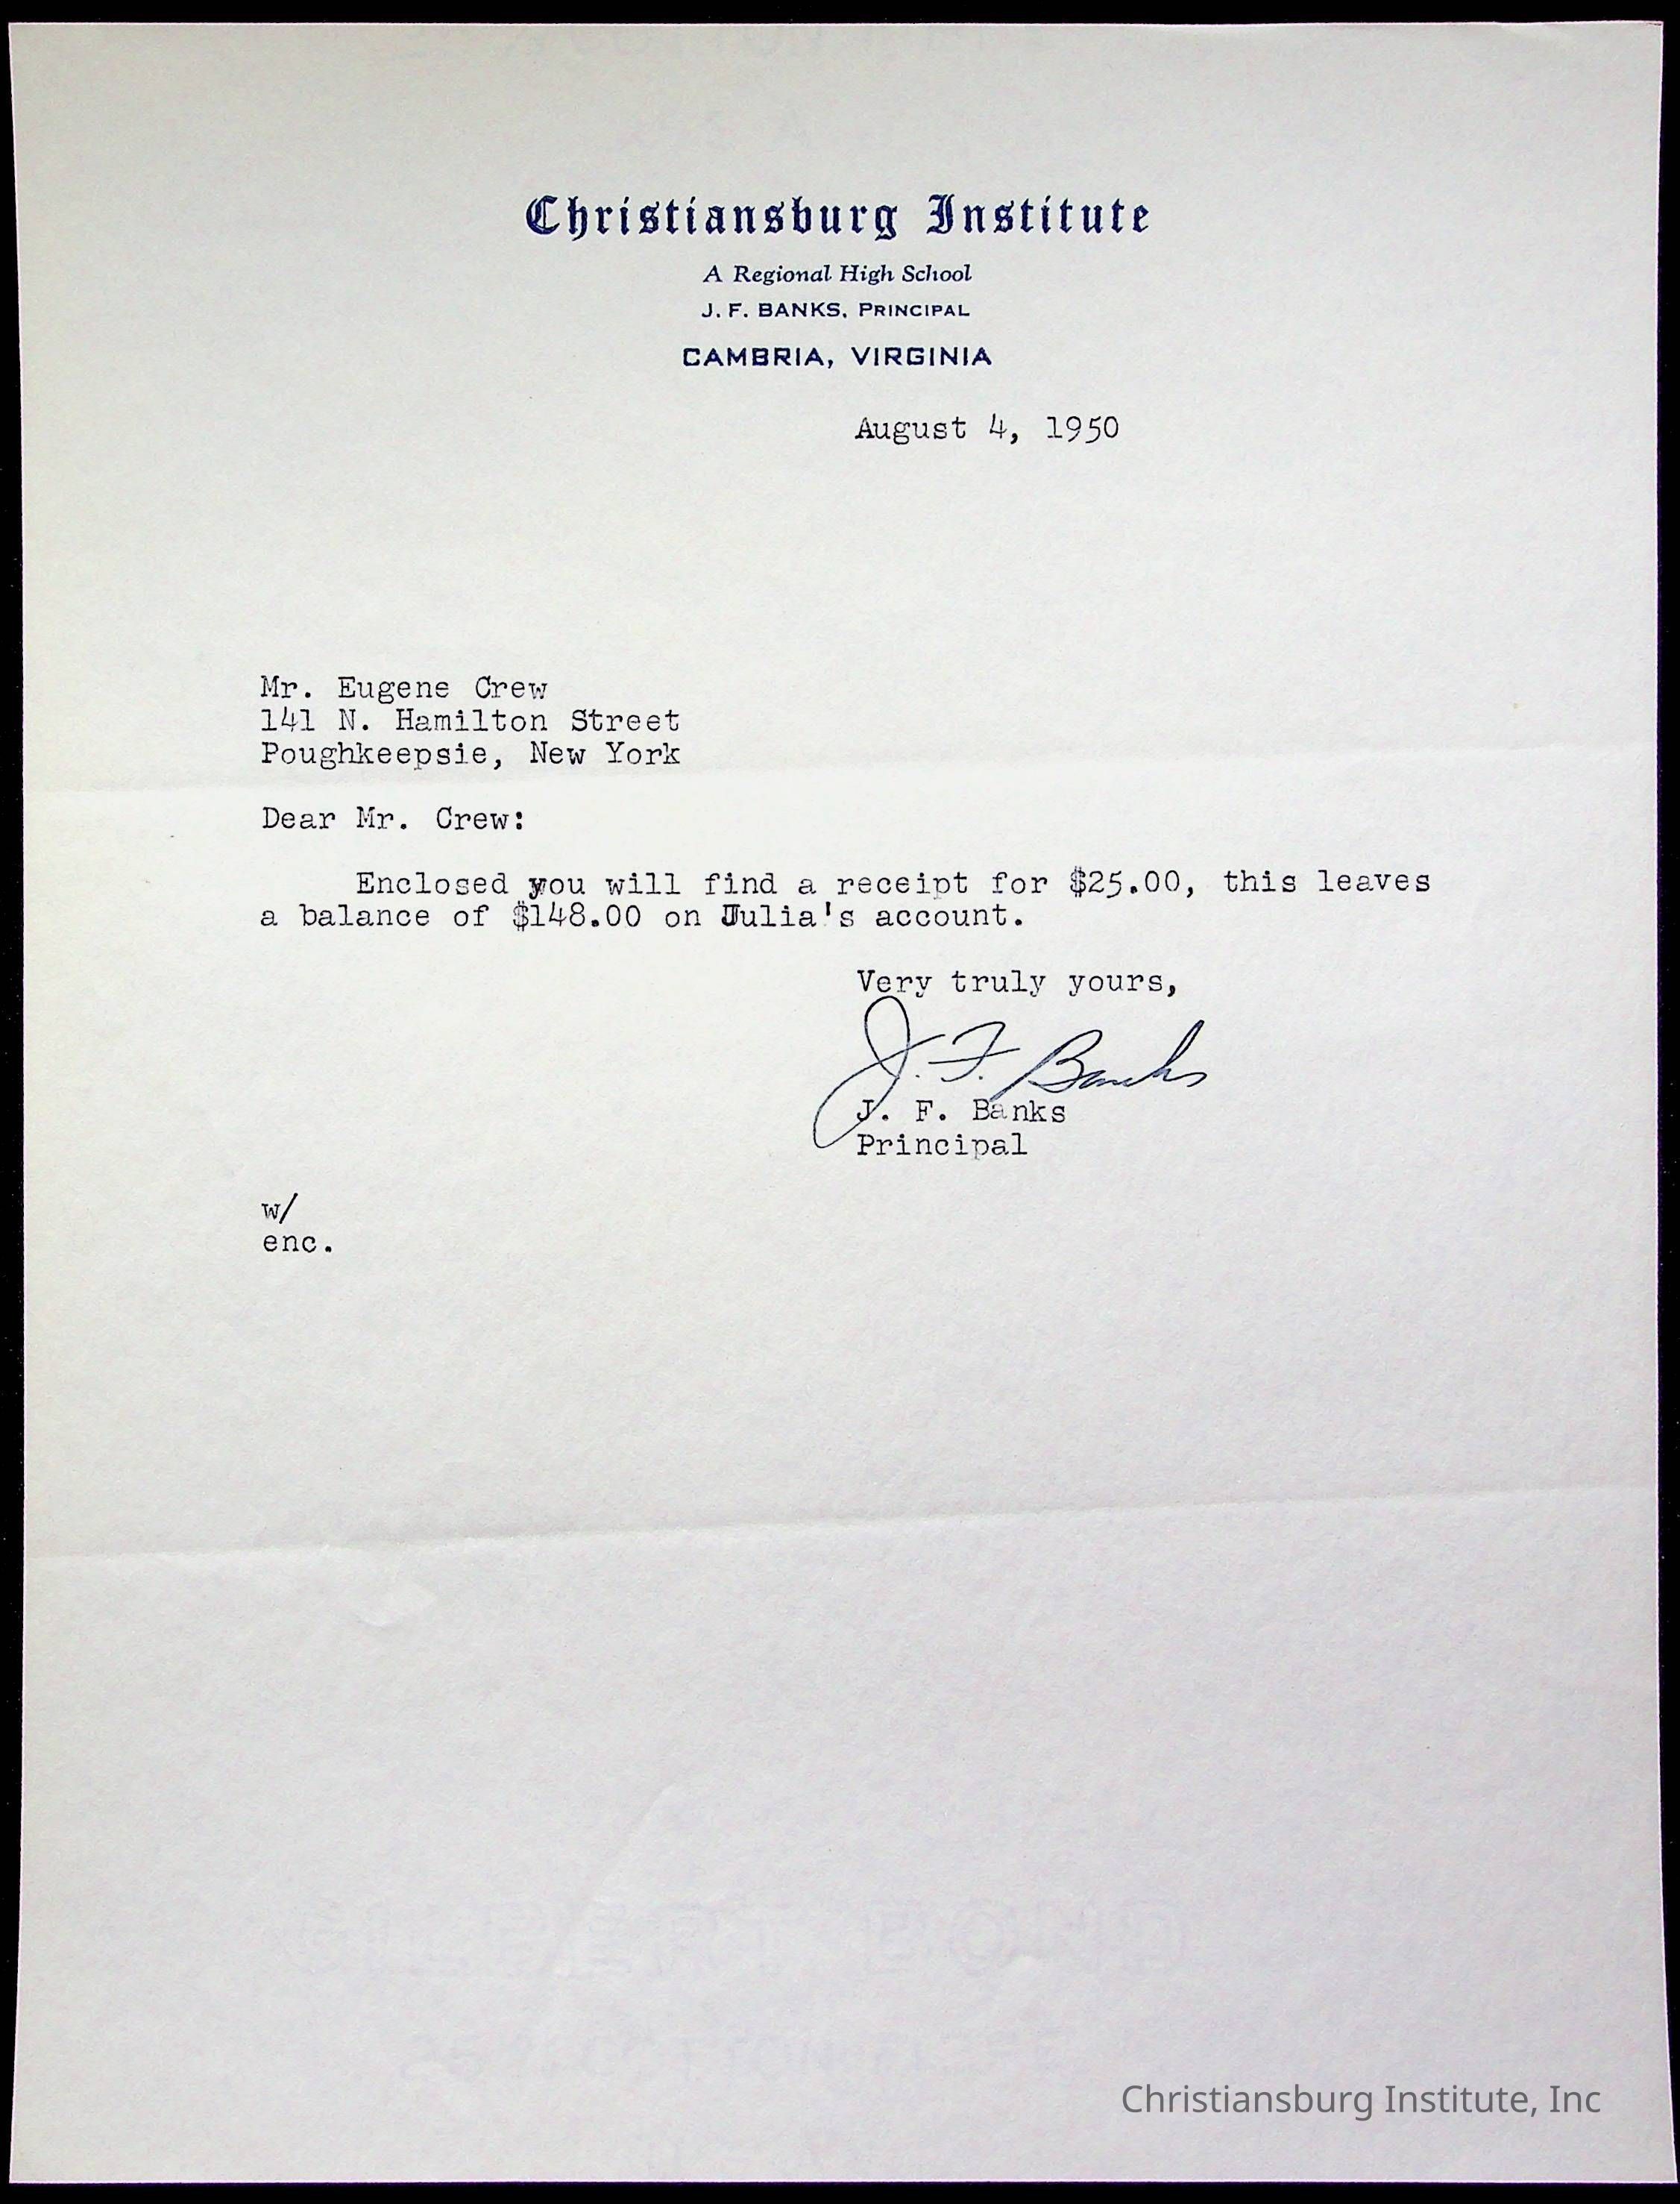 Christiansburg Institute
A Regional High School
J. F. BANKS, PRINCIPAL
CAMBRIA, VIRGINIA
August 4, 1950
Mr. Eugene Crew
141 N. Hamilton Street
Poughkeepsie, New York
Dear Mr. Crew:
Enclosed you will find a receipt for $25.00, this leaves
a balance of $148.00 on Julia's account.
Very truly yours,
J. F. Banks
J. F. Banks
Principal
w/
enc.
Christiansburg Institute, Inc